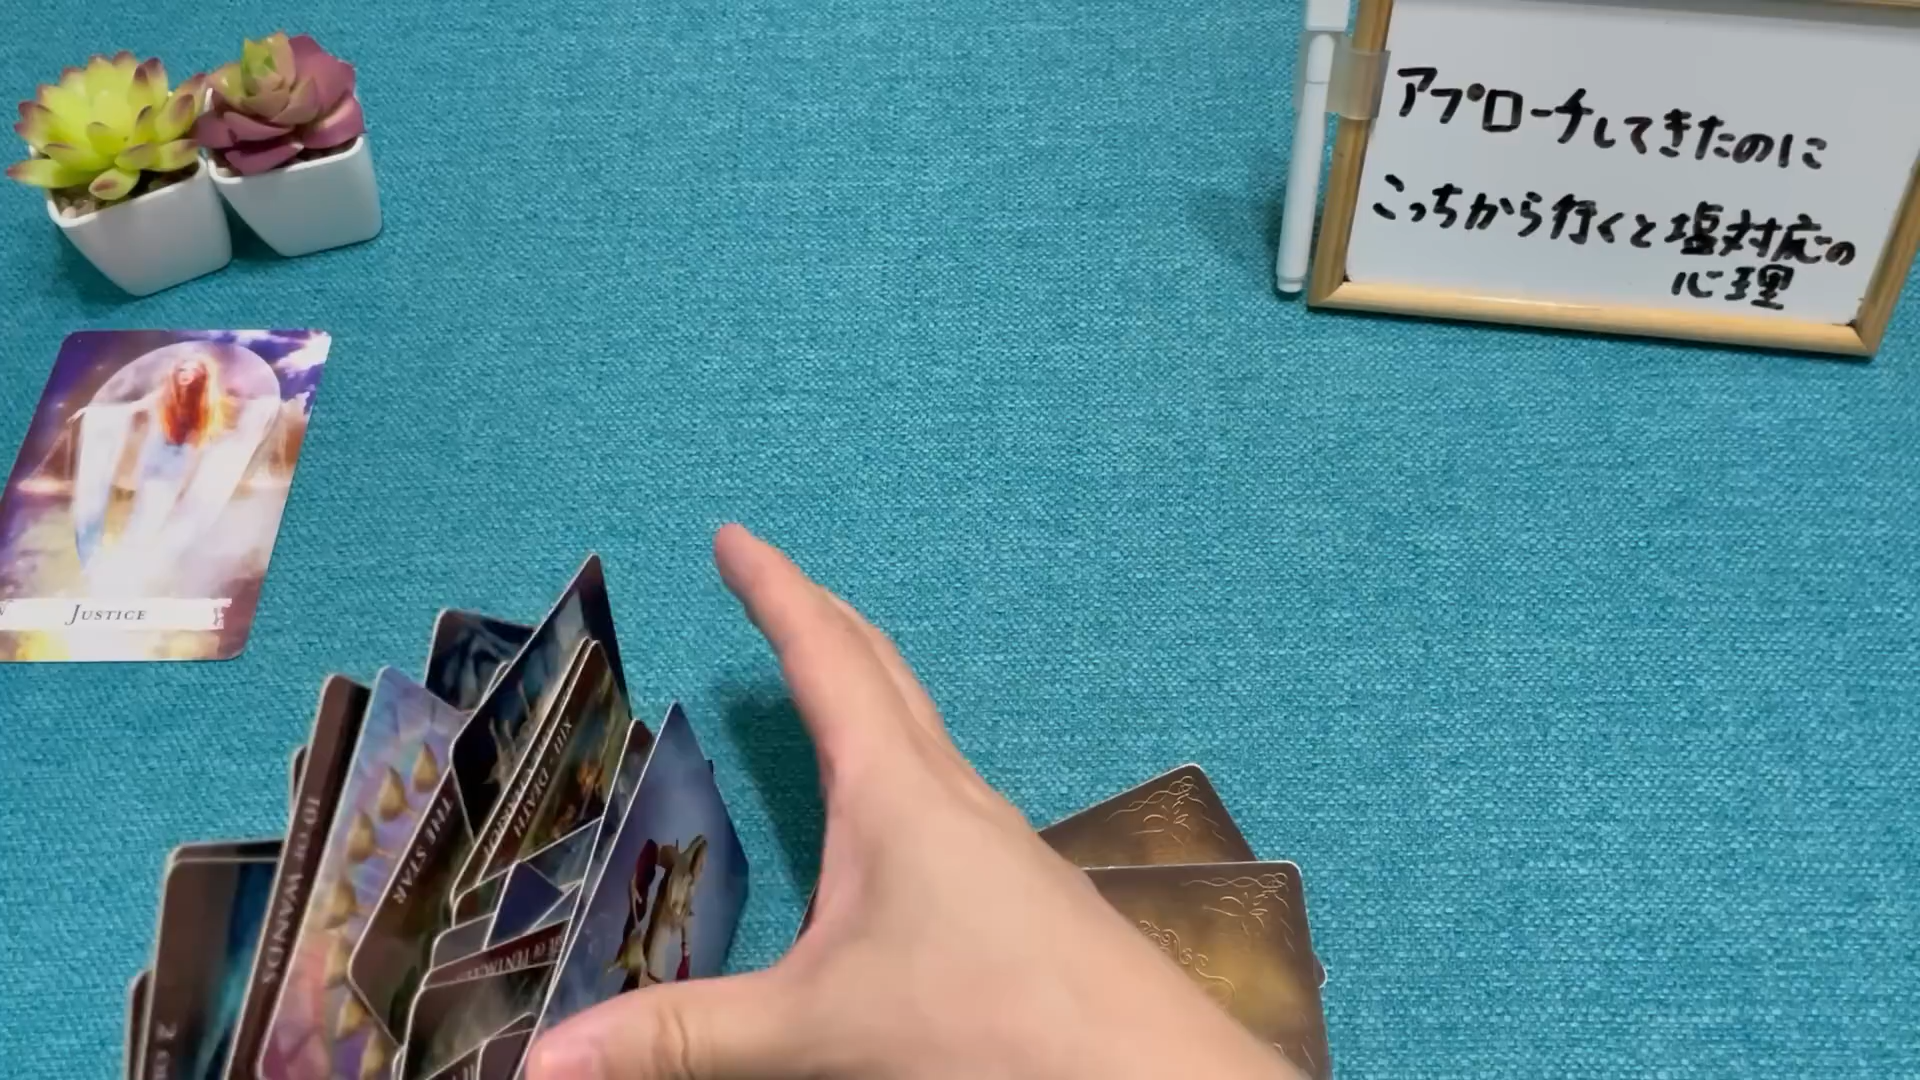 アプローチしてきたのに
こっちから行くと塩対応の
心理
JUSTICE
10 OF WANDS
THE STAR
XIII - DEATH